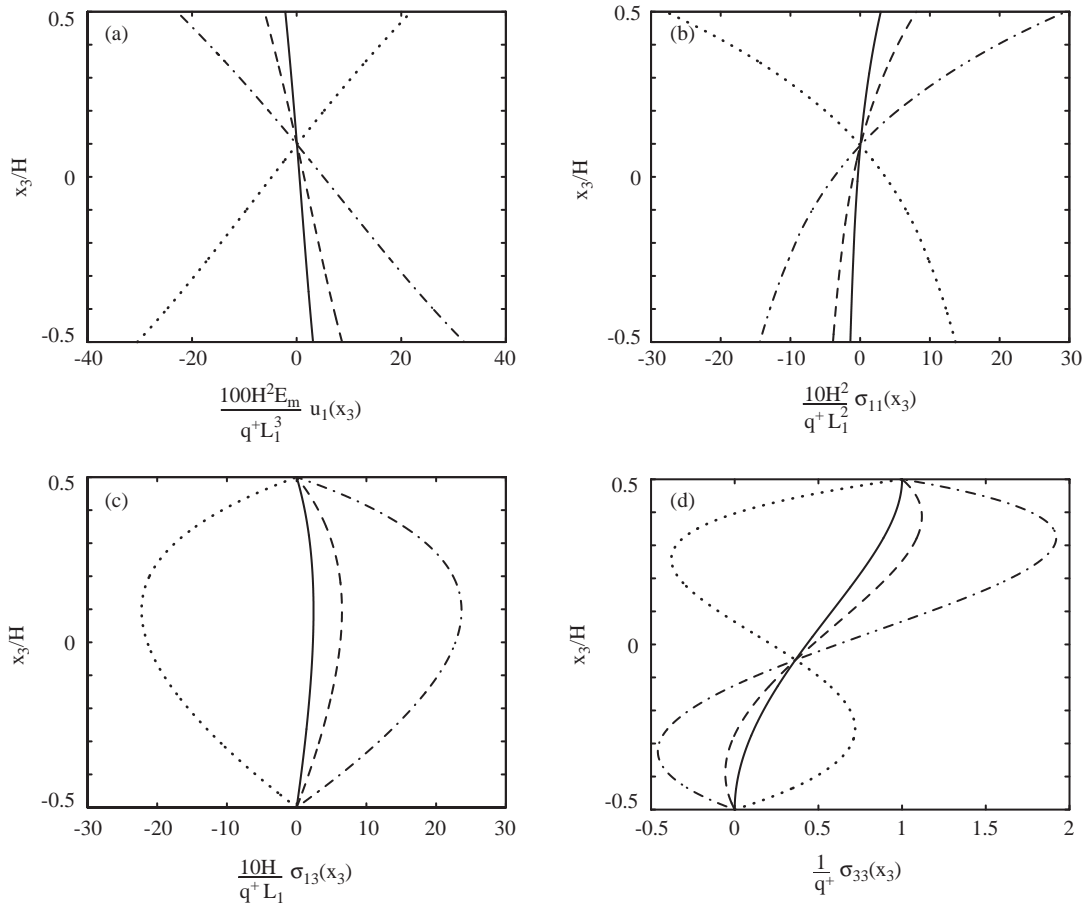 (a)
0.5
x₃/H
0
-0.5
-40 -20 0 20 40
100H²Eₘ
q⁺L₁³
u₁(x₃)
(b)
0.5
x₃/H
0
-0.5
-30 -20 -10 0 10 20 30
10H²
q⁺L₁²
σ₁₁(x₃)
(c)
0.5
x₃/H
0
-0.5
-30 -20 -10 0 10 20 30
10H
q⁺L₁
σ₁₃(x₃)
(d)
0.5
x₃/H
0
-0.5
-0.5 0 0.5 1 1.5 2
1
q⁺
σ₃₃(x₃)